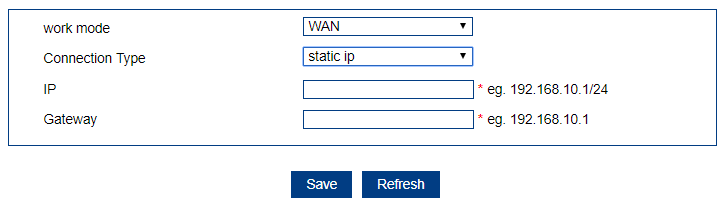 work mode WAN
Connection Type static ip
IP * eg. 192.168.10.1/24
Gateway * eg. 192.168.10.1
Save Refresh